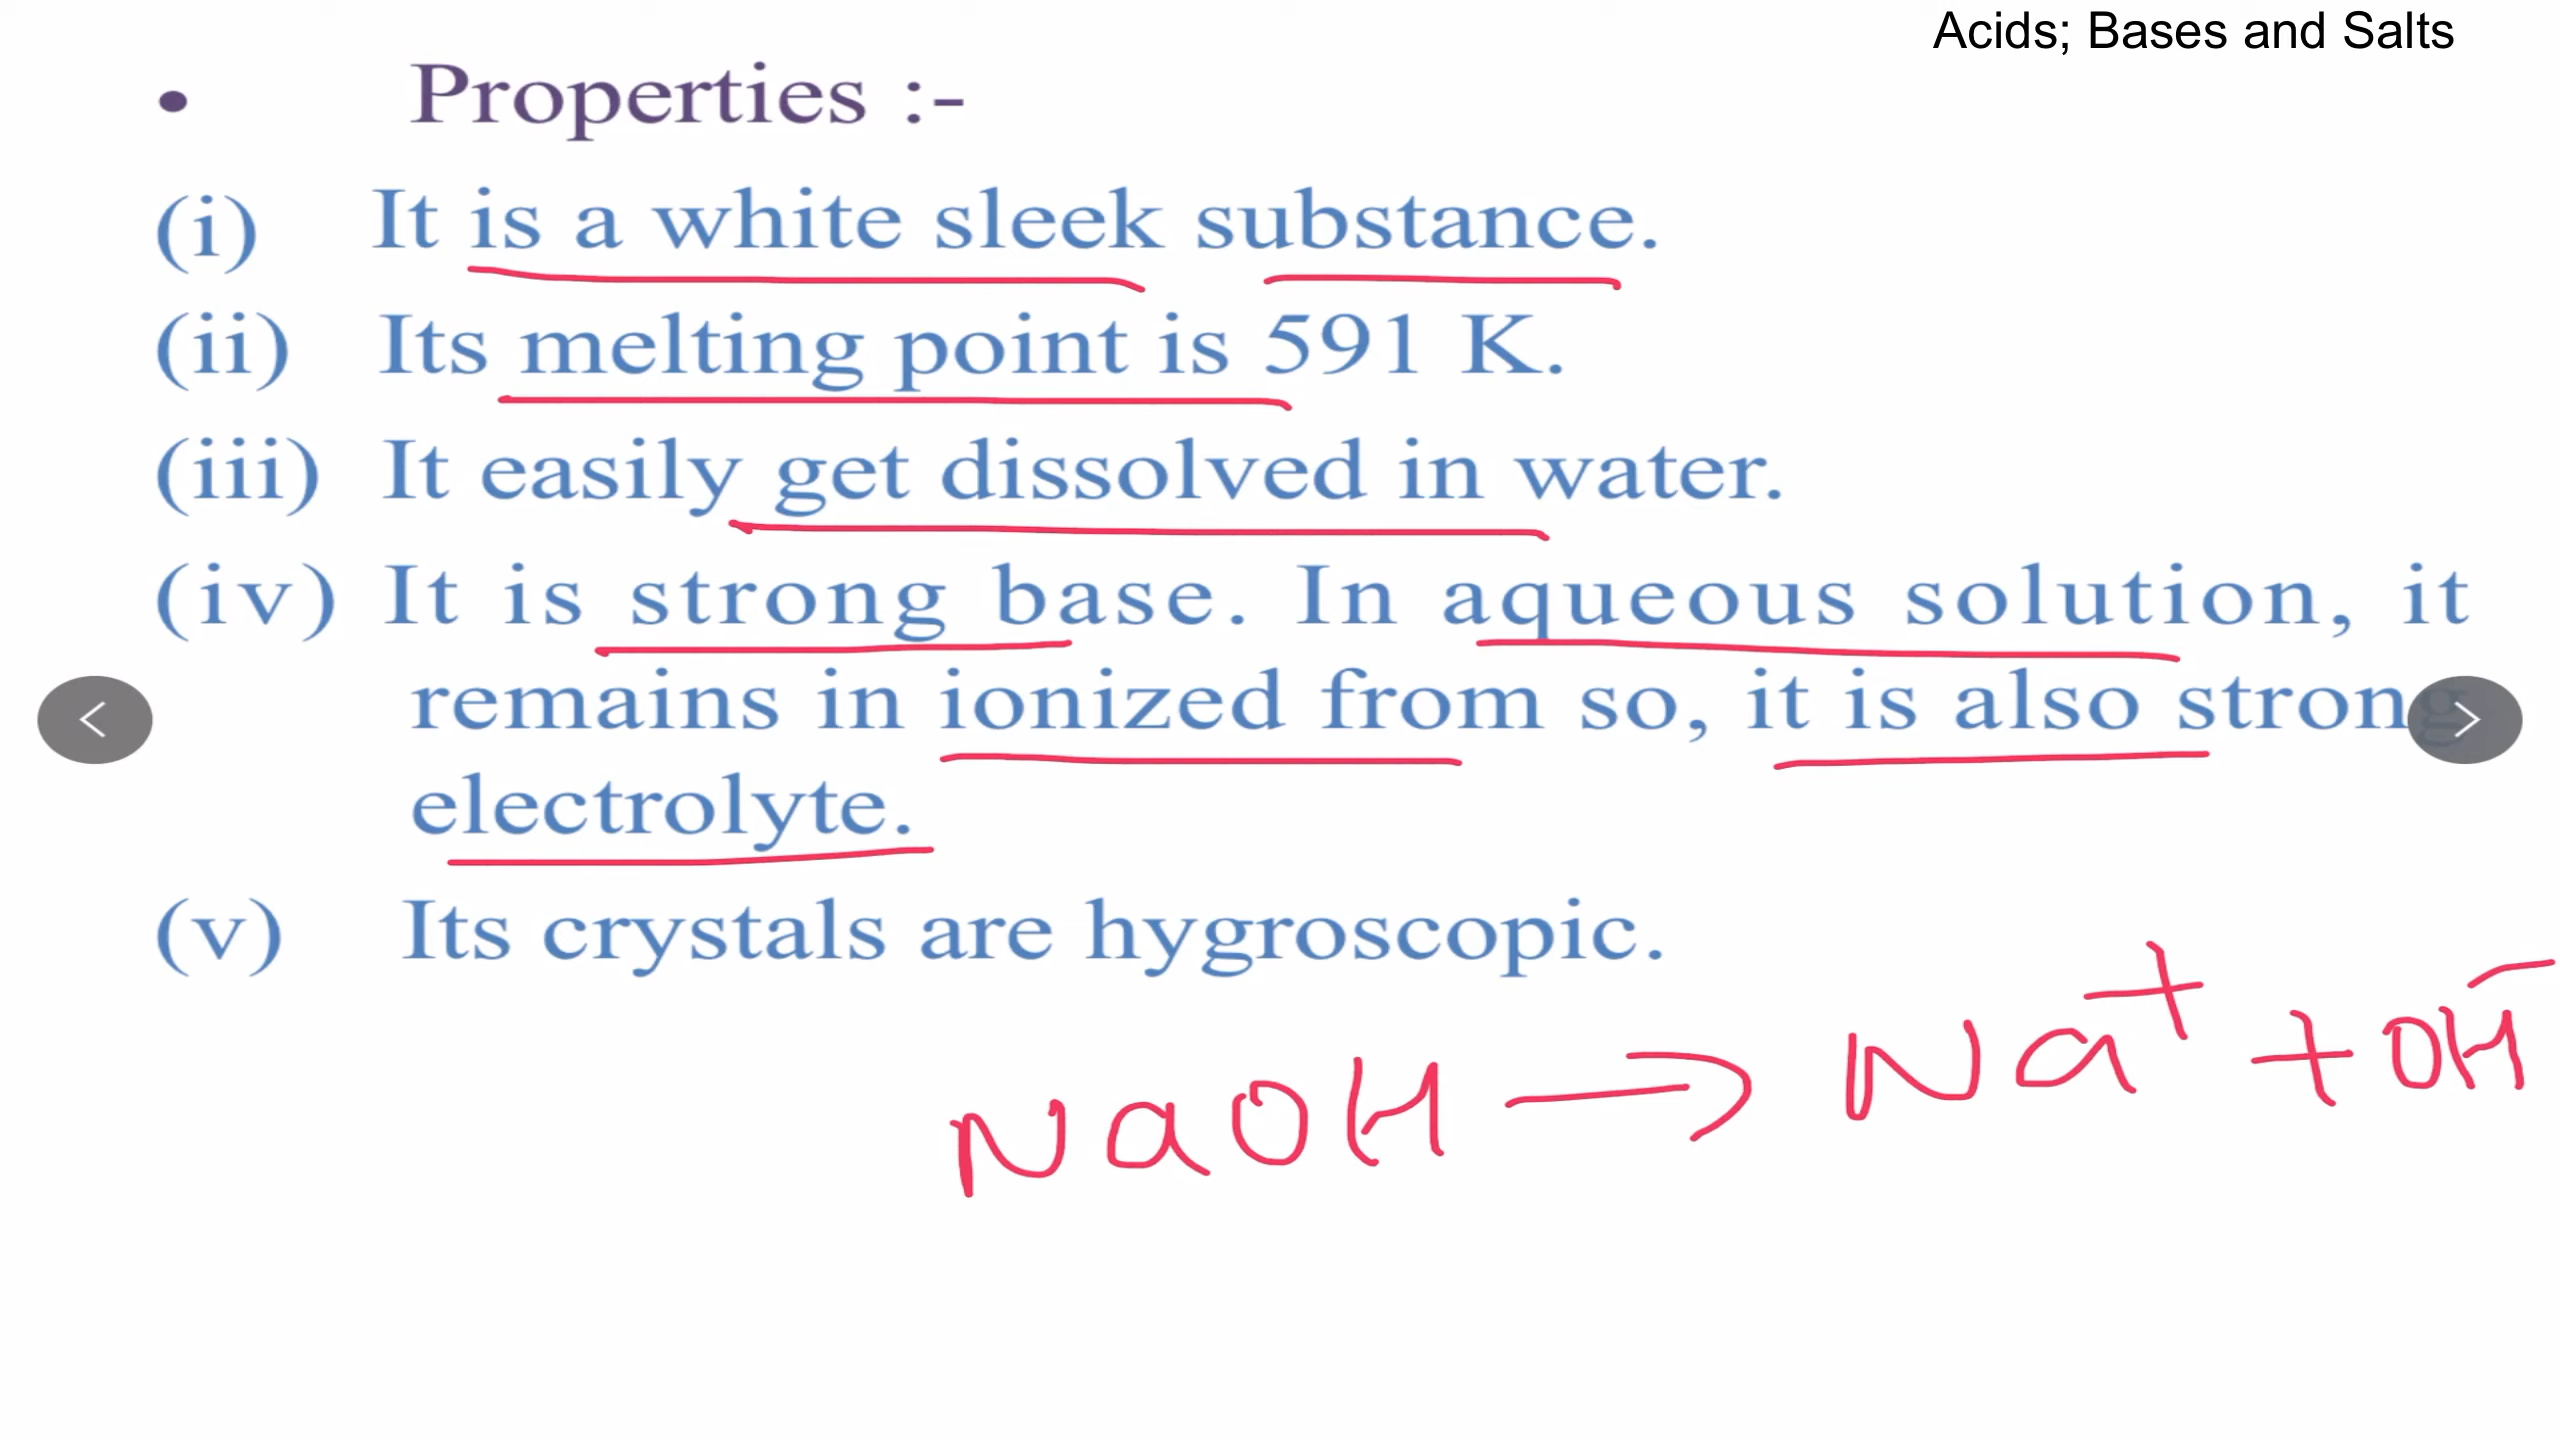 Acids; Bases and Salts
• Properties :-
(i) It is a white sleek substance.
(ii) Its melting point is 591 K.
(iii) It easily get dissolved in water.
(iv) It is strong base. In aqueous solution, it
remains in ionized from so, it is also strong
electrolyte.
(v) Its crystals are hygroscopic.
NaOH → Na⁺ + OH⁻